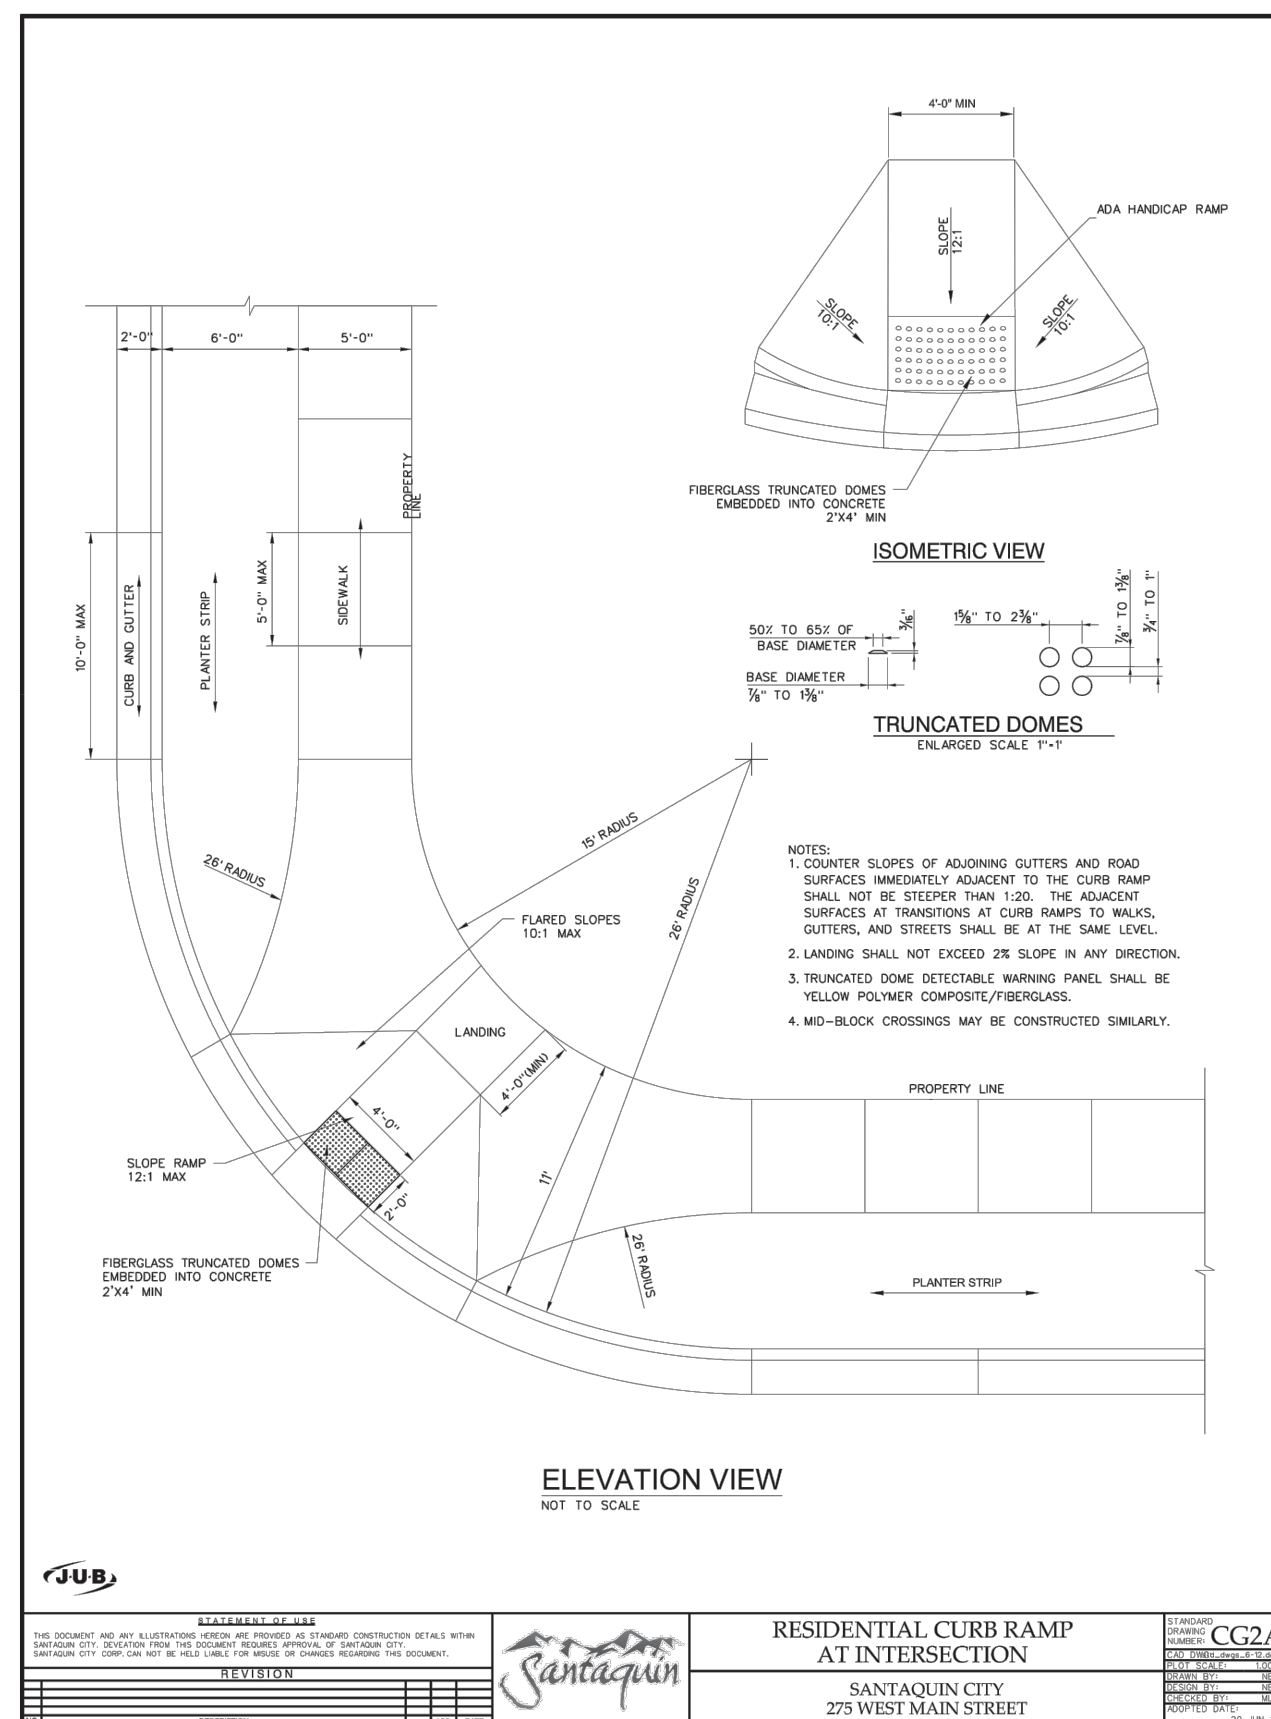 4'-0" MIN
ADA HANDICAP RAMP
SLOPE
12:1
SLOPE
10:1
SLOPE
10:1
2'-0"
6'-0"
5'-0"
PROPERTY
LINE
FIBERGLASS TRUNCATED DOMES
EMBEDDED INTO CONCRETE
2'X4' MIN
ISOMETRIC VIEW
10'-0" MAX
CURB AND GUTTER
PLANTER STRIP
5'-0" MAX
SIDEWALK
50% TO 65% OF
BASE DIAMETER
3/16"
BASE DIAMETER
7/8" TO 1 3/8"
1 5/8" TO 2 3/8"
7/8" TO 1 3/8"
3/4" TO 1"
TRUNCATED DOMES
ENLARGED SCALE 1"=1'
15' RADIUS
26' RADIUS
26' RADIUS
FLARED SLOPES
10:1 MAX
NOTES:
1. COUNTER SLOPES OF ADJOINING GUTTERS AND ROAD
SURFACES IMMEDIATELY ADJACENT TO THE CURB RAMP
SHALL NOT BE STEEPER THAN 1:20. THE ADJACENT
SURFACES AT TRANSITIONS AT CURB RAMPS TO WALKS,
GUTTERS, AND STREETS SHALL BE AT THE SAME LEVEL.
2. LANDING SHALL NOT EXCEED 2% SLOPE IN ANY DIRECTION.
3. TRUNCATED DOME DETECTABLE WARNING PANEL SHALL BE
YELLOW POLYMER COMPOSITE/FIBERGLASS.
4. MID-BLOCK CROSSINGS MAY BE CONSTRUCTED SIMILARLY.
LANDING
4'-0"(MIN)
4'-0"
2'-0"
11'
PROPERTY LINE
SLOPE RAMP
12:1 MAX
FIBERGLASS TRUNCATED DOMES
EMBEDDED INTO CONCRETE
2'X4' MIN
26' RADIUS
PLANTER STRIP
ELEVATION VIEW
NOT TO SCALE
J·U·B
STATEMENT OF USE
THIS DOCUMENT AND ANY ILLUSTRATIONS HEREON ARE PROVIDED AS STANDARD CONSTRUCTION DETAILS WITHIN
SANTAQUIN CITY. DEVEATION FROM THIS DOCUMENT REQUIRES APPROVAL OF SANTAQUIN CITY.
SANTAQUIN CITY CORP. CAN NOT BE HELD LIABLE FOR MISUSE OR CHANGES REGARDING THIS DOCUMENT.
REVISION
Santaquin
RESIDENTIAL CURB RAMP
AT INTERSECTION
SANTAQUIN CITY
275 WEST MAIN STREET
STANDARD
DRAWING
NUMBER: CG2A
PLOT SCALE:
DRAWN BY:
DESIGN BY:
CHECKED BY:
ADOPTED DATE: